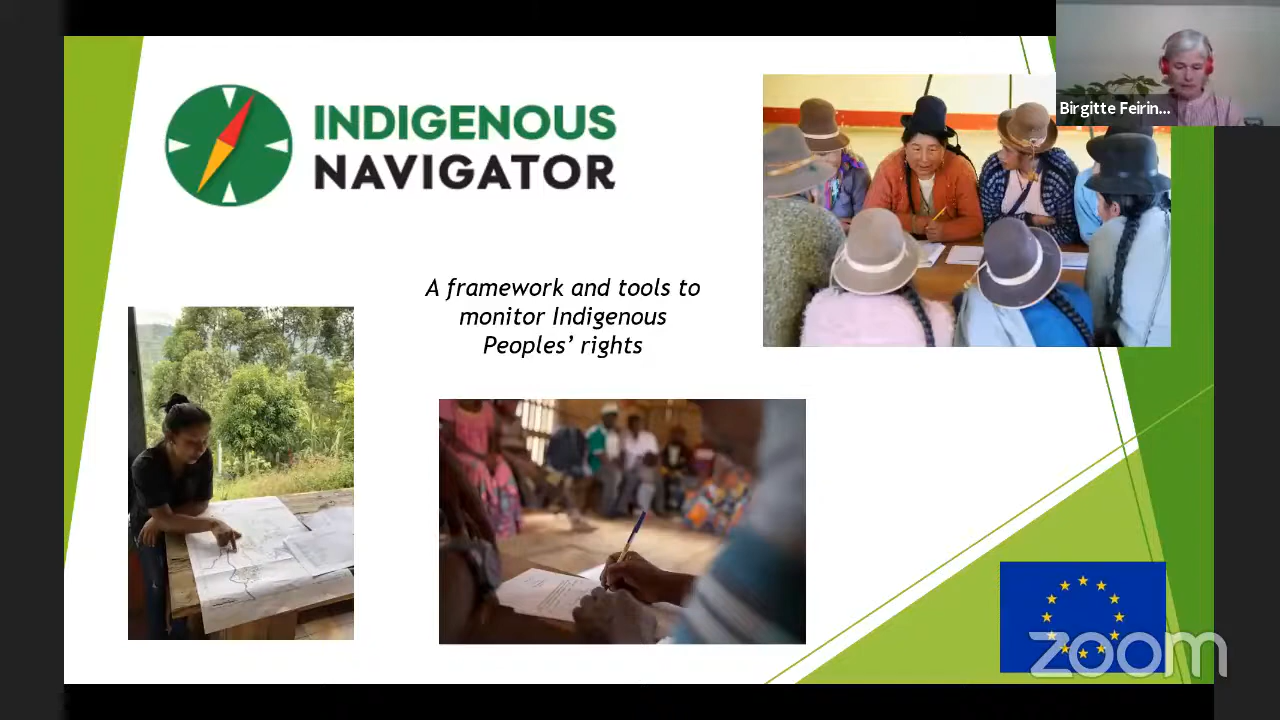 INDIGENOUS
NAVIGATOR
Birgitte Feirin...
A framework and tools to
monitor Indigenous
Peoples' rights
zoom